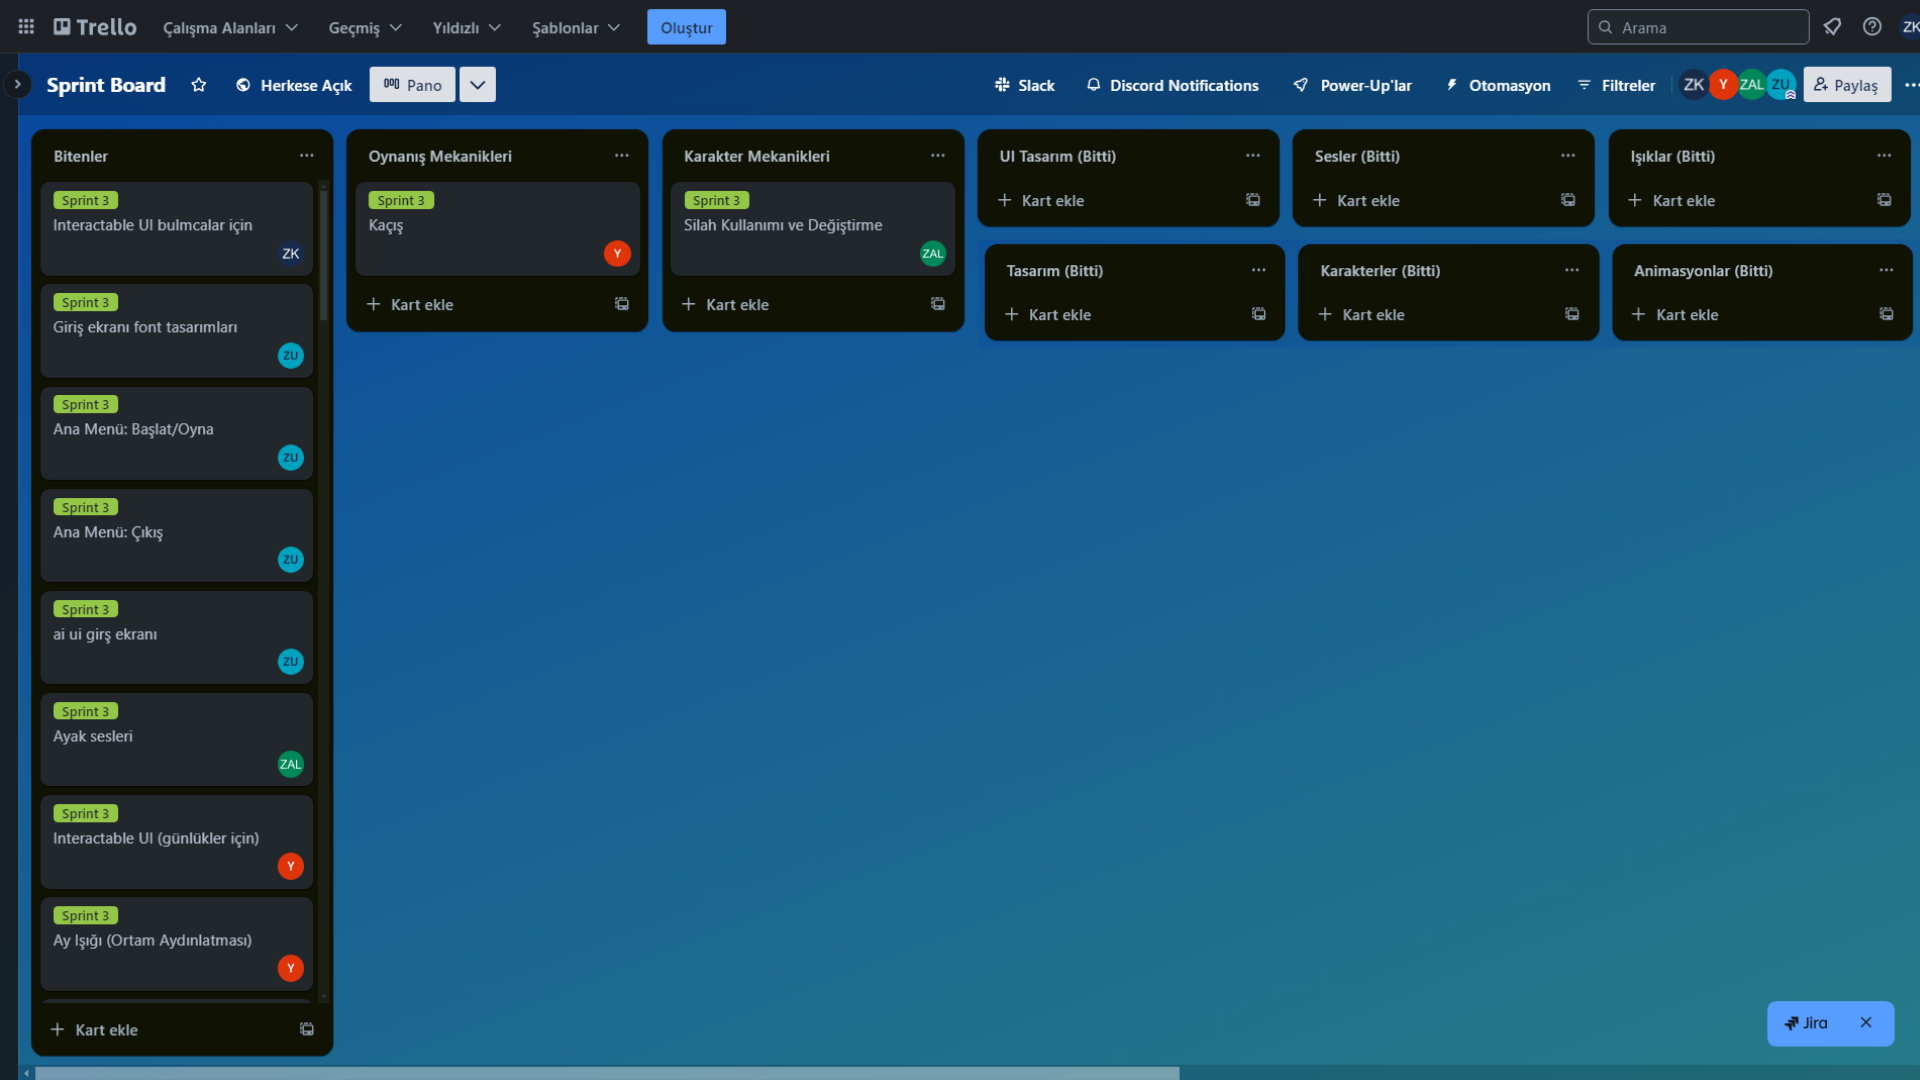 Trello
Çalışma Alanları
Geçmiş
Yıldızlı
Şablonlar
Oluştur
Arama
ZK
Sprint Board
Herkese Açık
Pano
Slack
Discord Notifications
Power-Up'lar
Otomasyon
Filtreler
ZK
Y
ZAL
ZU
Paylaş
Bitenler
Sprint 3
Interactable UI bulmcalar için
ZK
Sprint 3
Giriş ekranı font tasarımları
ZU
Sprint 3
Ana Menü: Başlat/Oyna
ZU
Sprint 3
Ana Menü: Çıkış
ZU
Sprint 3
ai ui girş ekranı
ZU
Sprint 3
Ayak sesleri
ZAL
Sprint 3
Interactable UI (günlükler için)
Y
Sprint 3
Ay Işığı (Ortam Aydınlatması)
Y
Kart ekle
Oynanış Mekanikleri
Sprint 3
Kaçış
Y
Kart ekle
Karakter Mekanikleri
Sprint 3
Silah Kullanımı ve Değiştirme
ZAL
Kart ekle
UI Tasarım (Bitti)
Kart ekle
Sesler (Bitti)
Kart ekle
Işıklar (Bitti)
Kart ekle
Tasarım (Bitti)
Kart ekle
Karakterler (Bitti)
Kart ekle
Animasyonlar (Bitti)
Kart ekle
Jira